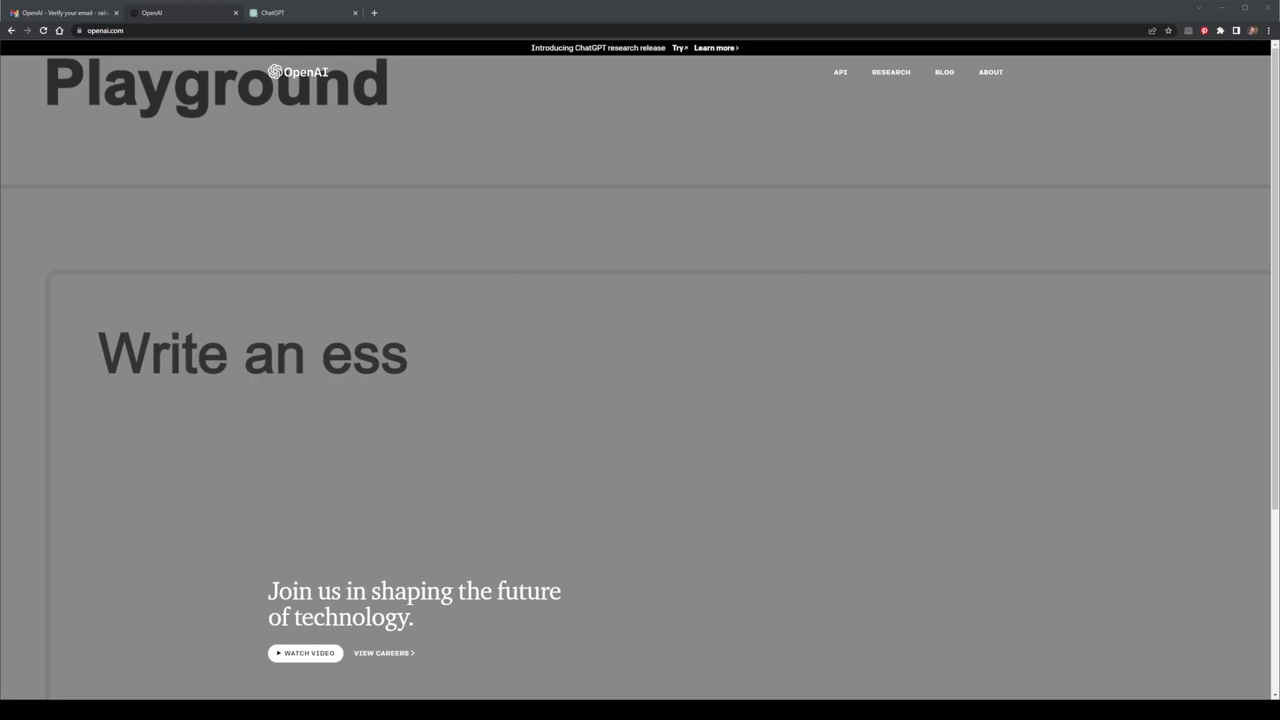 OpenAI - Verify your email - rai
OpenAI
ChatGPT
openai.com
Introducing ChatGPT research release Try Learn more
Playground
OpenAI
API RESEARCH BLOG ABOUT
Write an ess
Join us in shaping the future
of technology.
WATCH VIDEO VIEW CAREERS